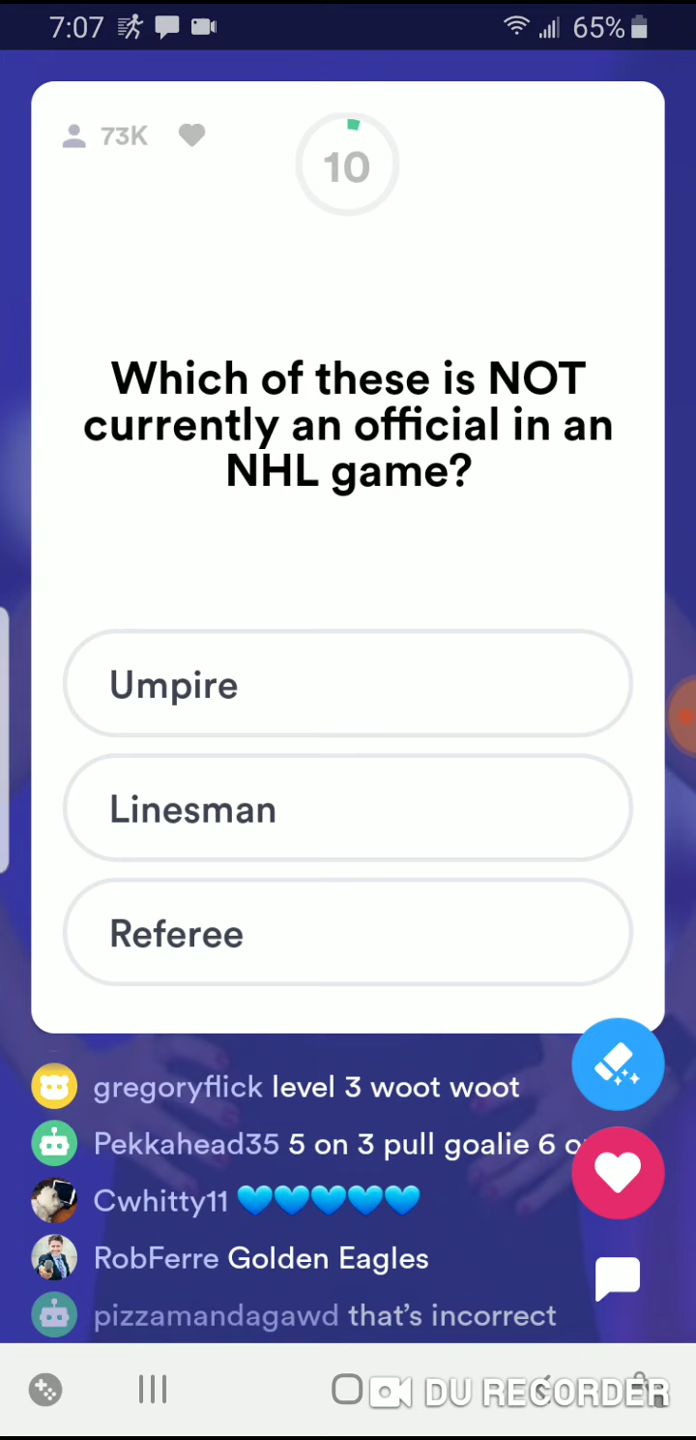 7:07 65%
73K
10
Which of these is NOT
currently an official in an
NHL game?
Umpire
Linesman
Referee
gregoryflick level 3 woot woot
Pekkahead35 5 on 3 pull goalie 6 o
Cwhitty11 💙💙💙💙💙
RobFerre Golden Eagles
pizzamandagawd that's incorrect
DU RECORDER